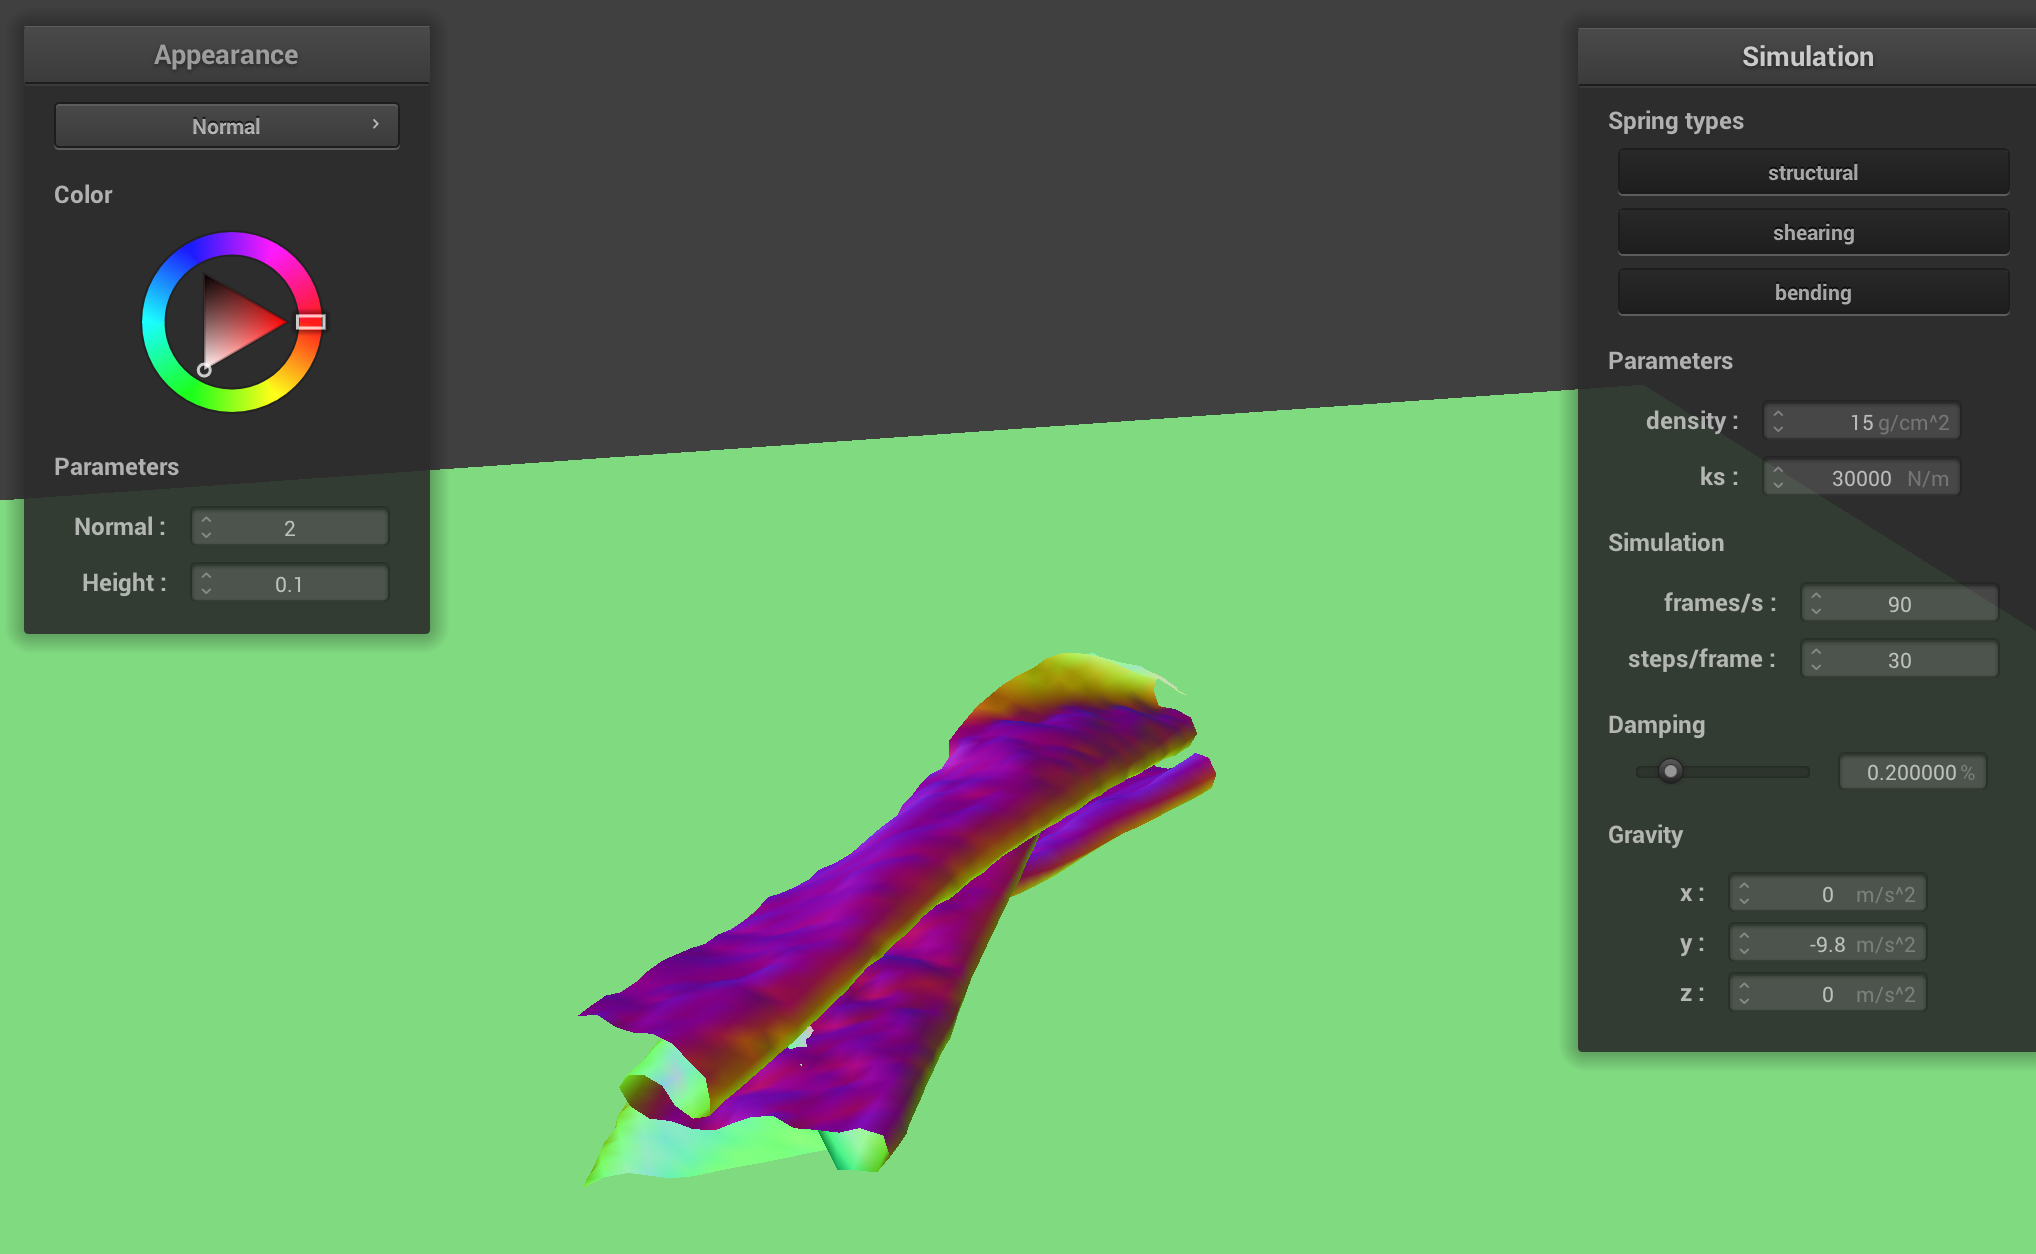 Appearance
Normal
Color
Parameters
Normal : 2
Height : 0.1
Simulation
Spring types
structural
shearing
bending
Parameters
density : 15 g/cm^2
ks : 30000 N/m
Simulation
frames/s : 90
steps/frame : 30
Damping
0.200000 %
Gravity
x : 0 m/s^2
y : -9.8 m/s^2
z : 0 m/s^2